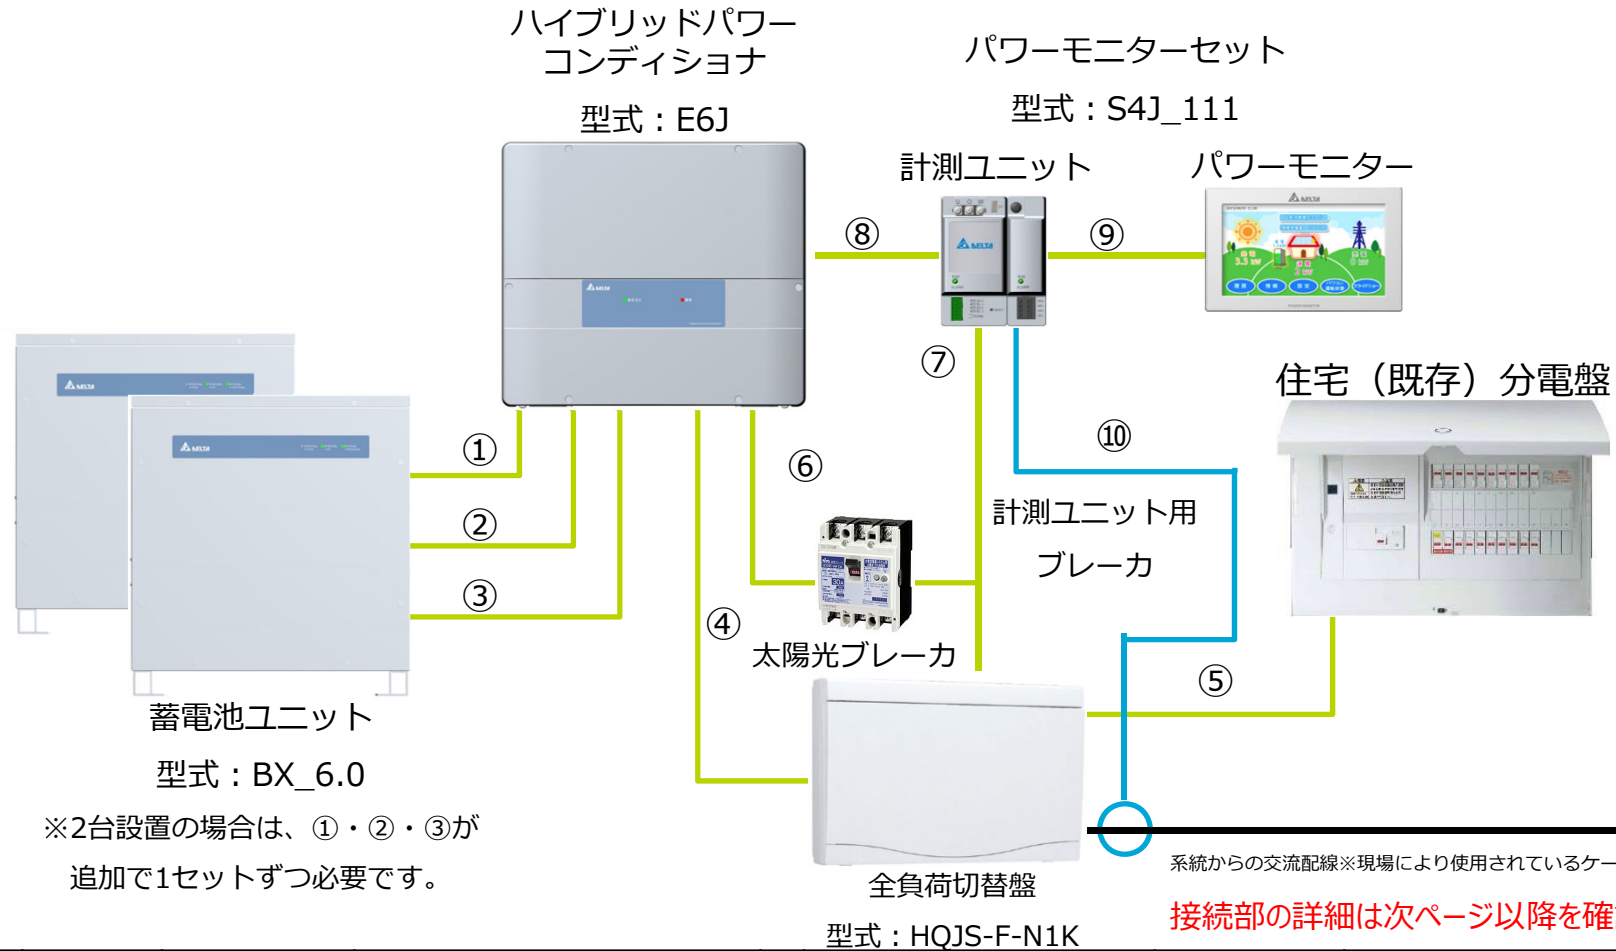 ハイブリッドパワー
コンディショナ
型式：E6J
パワーモニターセット
型式：S4J_111
計測ユニット
パワーモニター
DELTA
DELTA
DELTA
⑧
⑨
⑦
住宅（既存）分電盤
DELTA
DELTA
①
②
③
⑥
⑩
計測ユニット用
ブレーカ
④
太陽光ブレーカ
⑤
蓄電池ユニット
型式：BX_6.0
※2台設置の場合は、①・②・③が
追加で1セットずつ必要です。
全負荷切替盤
型式：HQJS-F-N1K
系統からの交流配線※現場により使用されているケー
接続部の詳細は次ページ以降を確